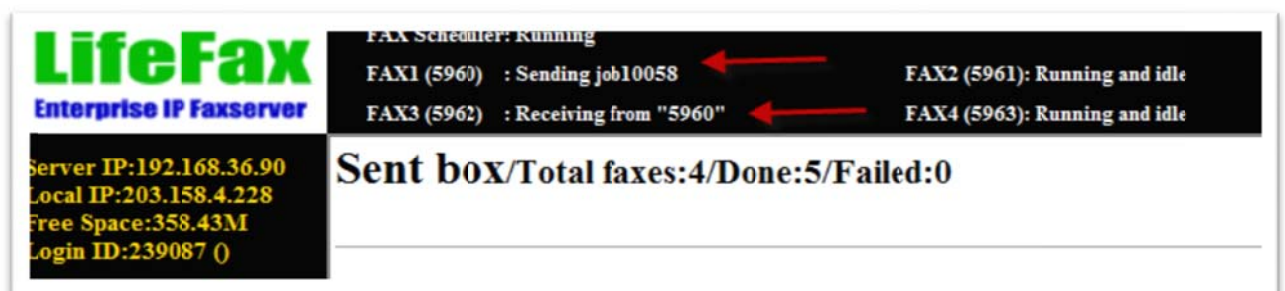 LifeFax
Enterprise IP Faxserver
FAX Scheduler: Running
FAX1 (5960) : Sending job10058
FAX2 (5961): Running and idle
FAX3 (5962) : Receiving from "5960"
FAX4 (5963): Running and idle
Server IP:192.168.36.90
Local IP:203.158.4.228
Free Space:358.43M
Login ID:239087 ()
Sent box/Total faxes:4/Done:5/Failed:0